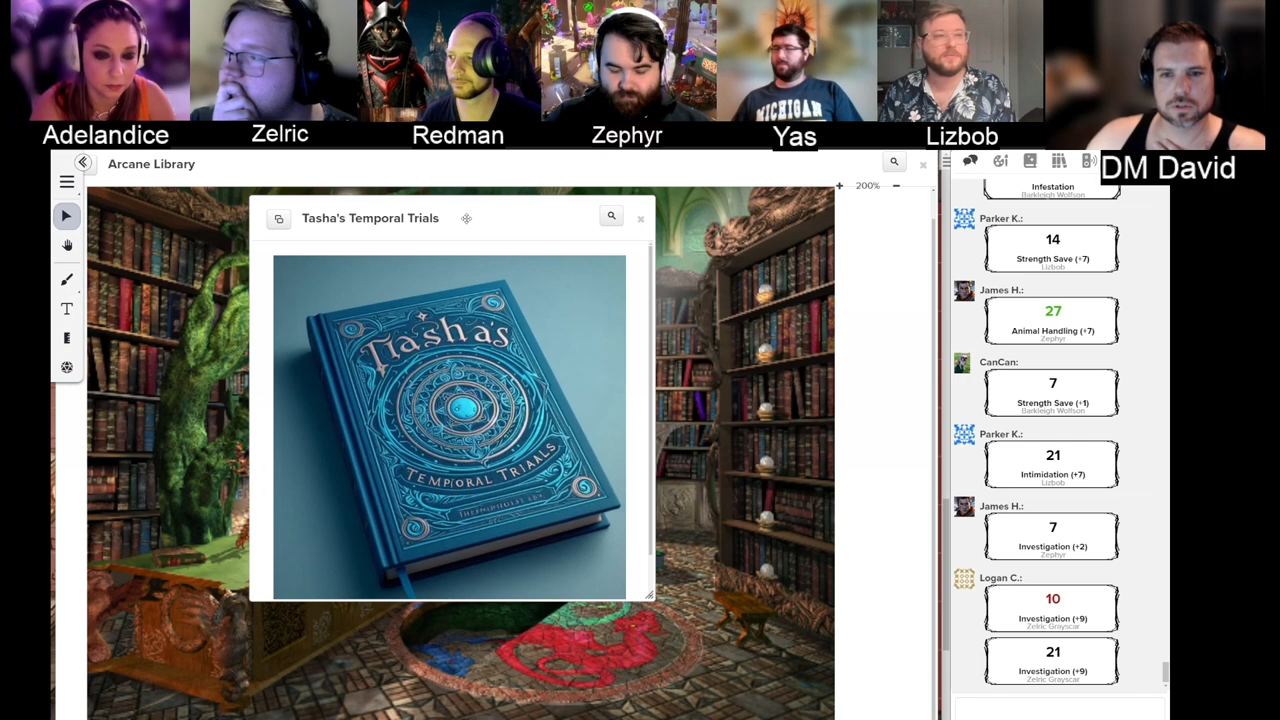 MICHIGAN
Adelandice
Zelric
Redman
Zephyr
Yas
Lizbob
DM David
Arcane Library
200%
Tasha's Temporal Trials
Tasha's
TEMPORAL TRIAALS
Infestation
Barkleigh Wolfson
Parker K.:
14
Strength Save (+7)
Lizbob
James H.:
27
Animal Handling (+7)
Zephyr
CanCan:
7
Strength Save (+1)
Barkleigh Wolfson
Parker K.:
21
Intimidation (+7)
Lizbob
James H.:
7
Investigation (+2)
Zephyr
Logan C.:
10
Investigation (+9)
Zelric Grayscar
21
Investigation (+9)
Zelric Grayscar